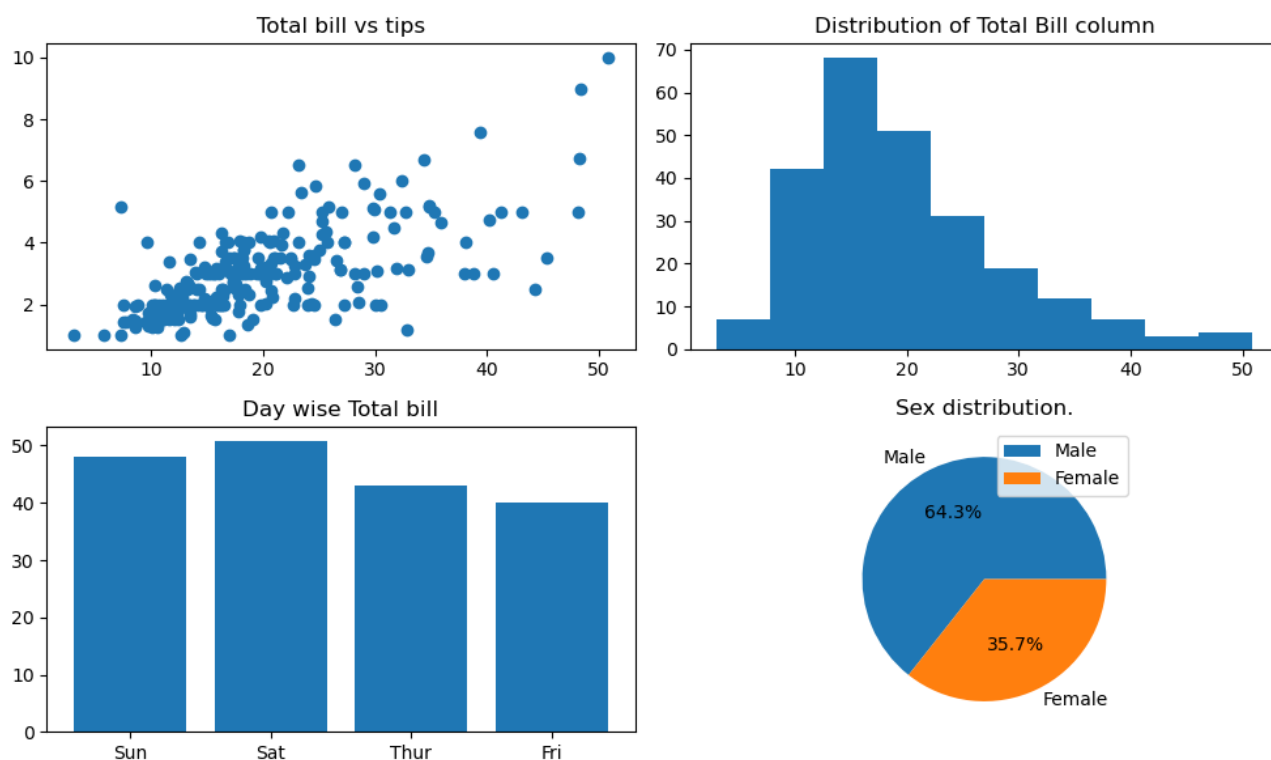 Total bill vs tips
10
8
6
4
2
10 20 30 40 50
Distribution of Total Bill column
70
60
50
40
30
20
10
0
10 20 30 40 50
Day wise Total bill
50
40
30
20
10
0
Sun Sat Thur Fri
Sex distribution.
Male
Female
Male
64.3%
35.7%
Female